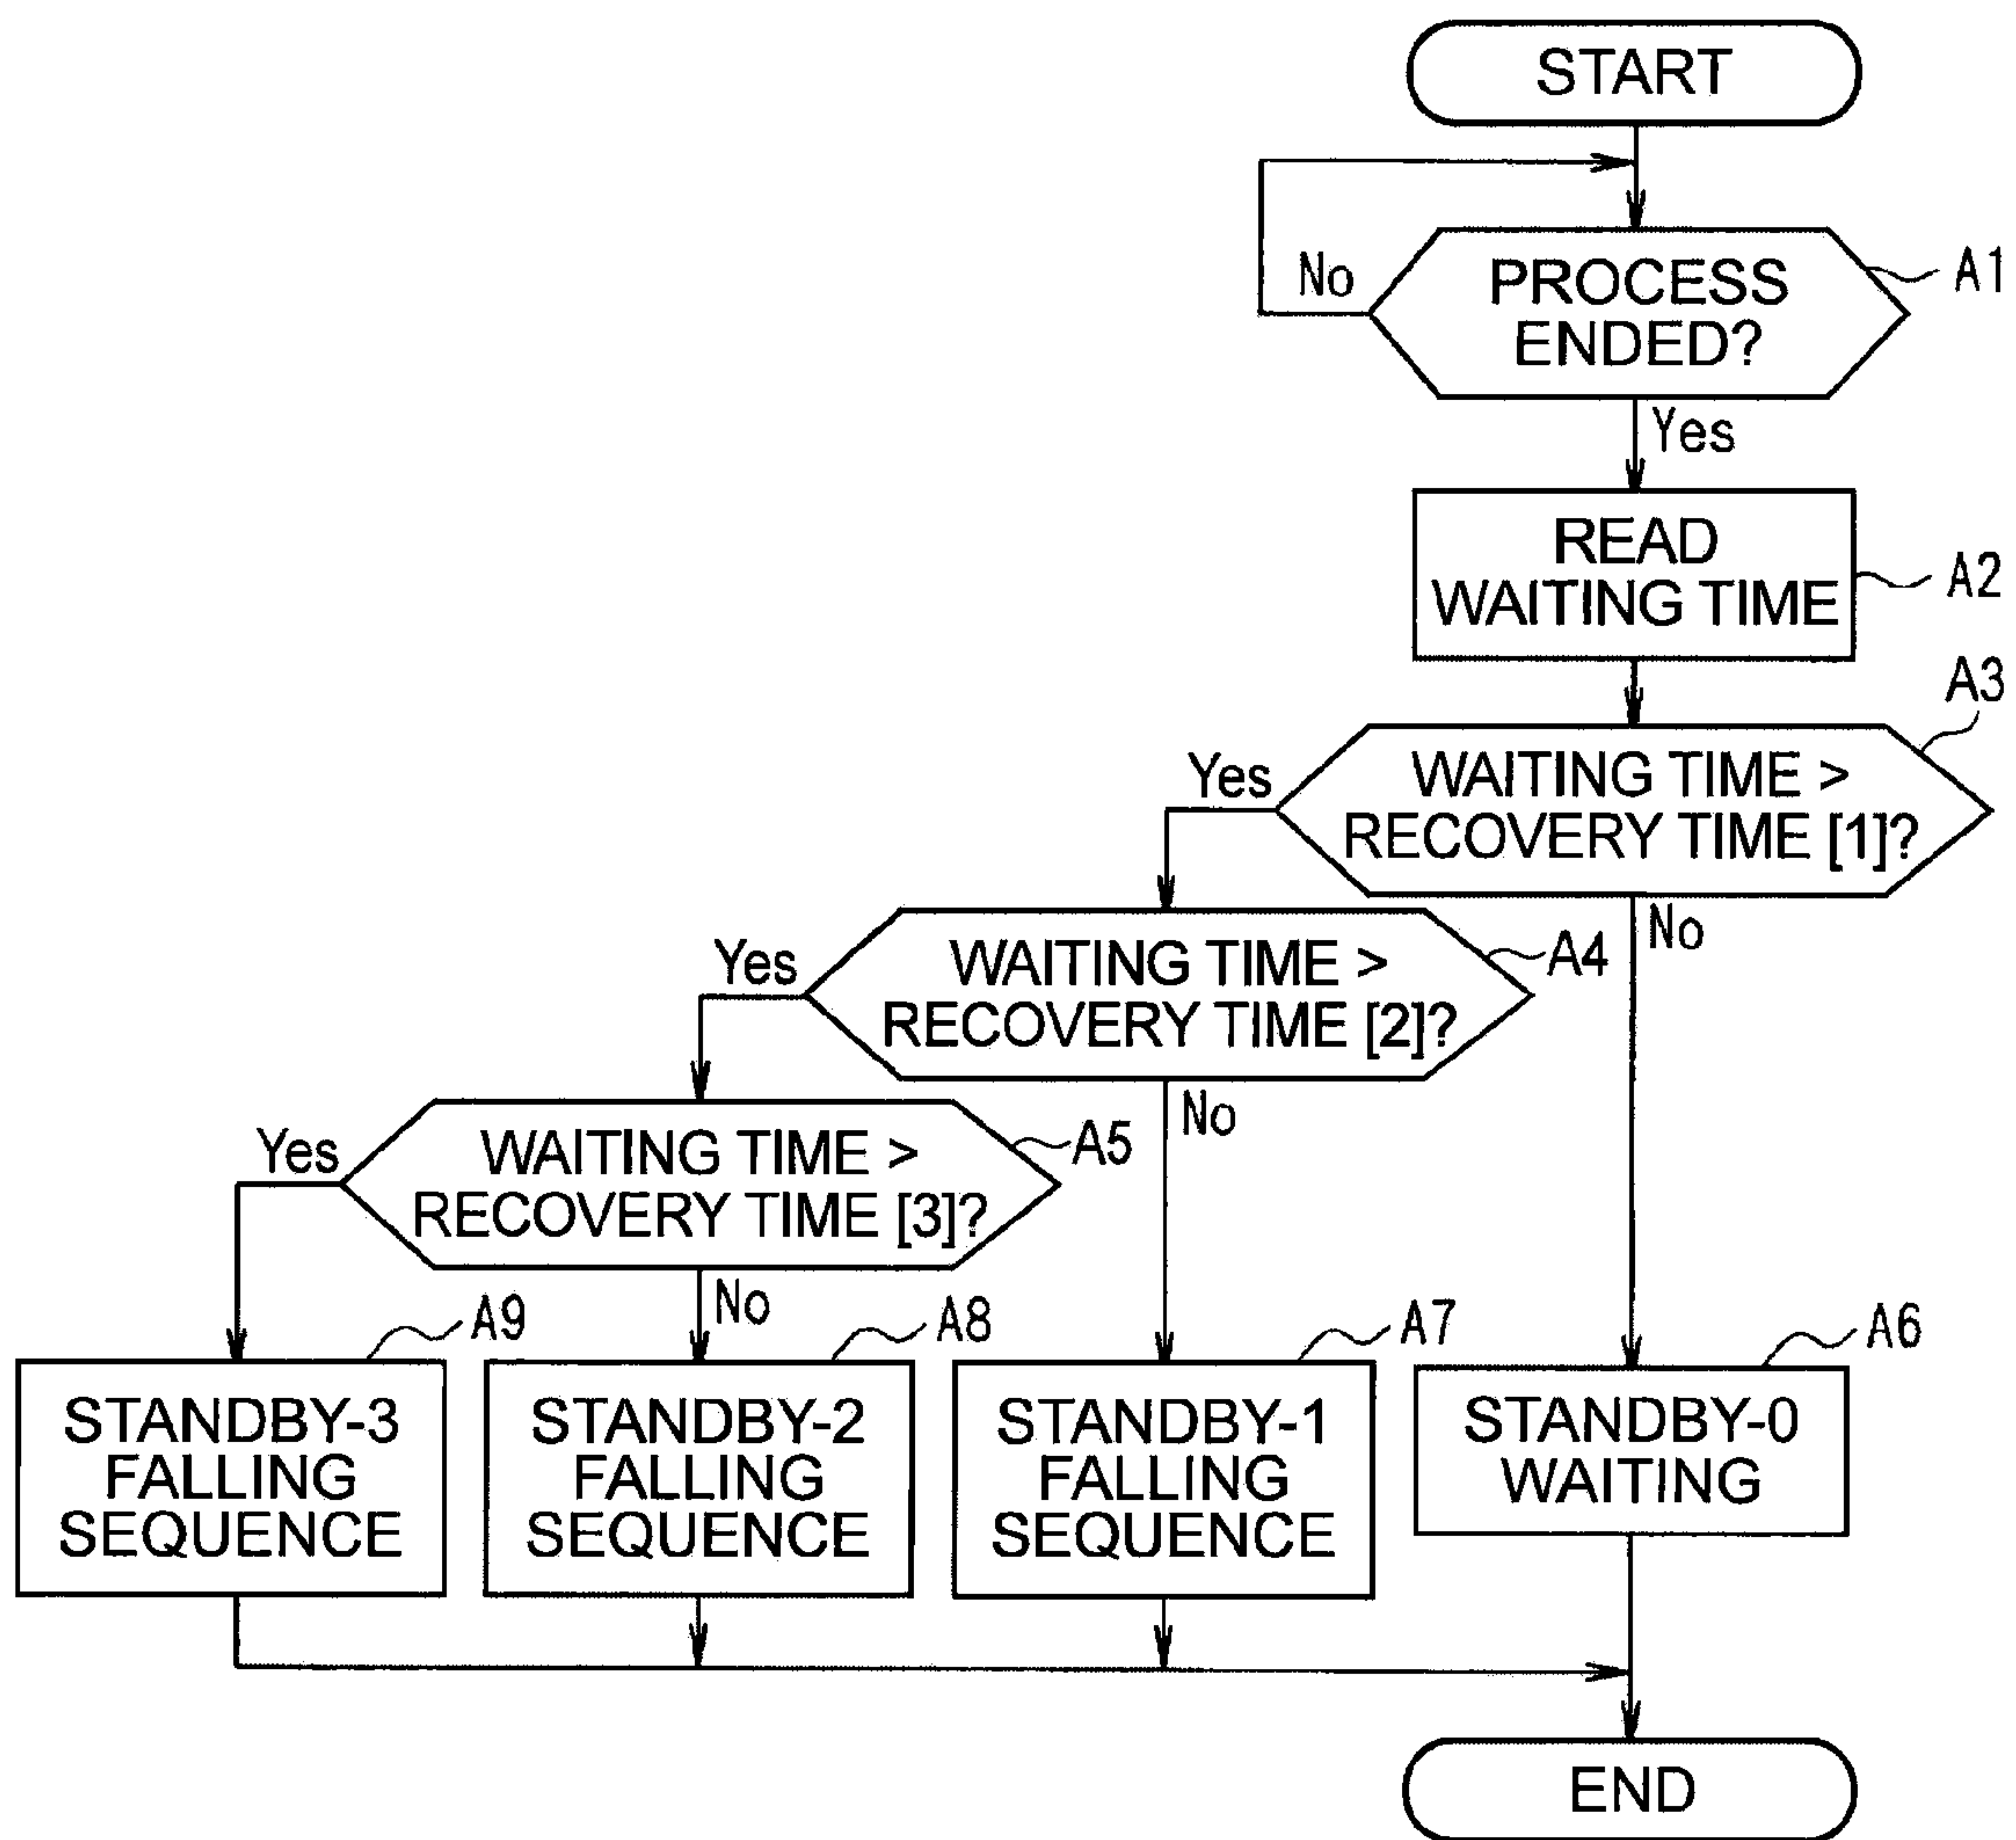 START
No
PROCESS
ENDED?
A1
Yes
READ
WAITING TIME
A2
A3
Yes
WAITING TIME >
RECOVERY TIME [1]?
No
Yes
WAITING TIME >
RECOVERY TIME [2]?
A4
No
Yes
WAITING TIME >
RECOVERY TIME [3]?
A5
No
A9
A8
A7
A6
STANDBY-3
FALLING
SEQUENCE
STANDBY-2
FALLING
SEQUENCE
STANDBY-1
FALLING
SEQUENCE
STANDBY-0
WAITING
END